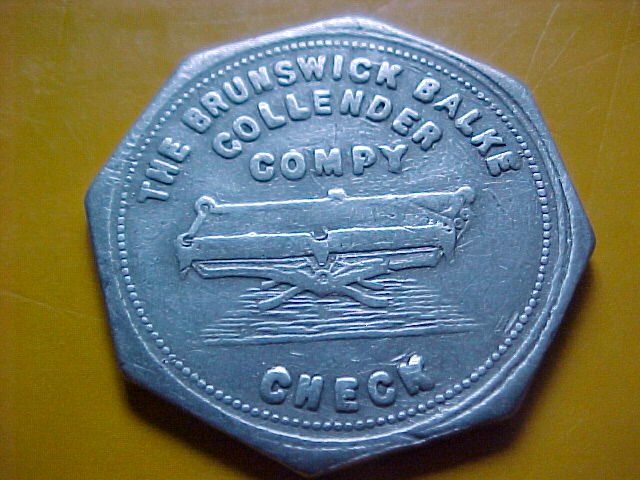 THE BRUNSWICK BALKE
COLLENDER
COMPY
CHECK